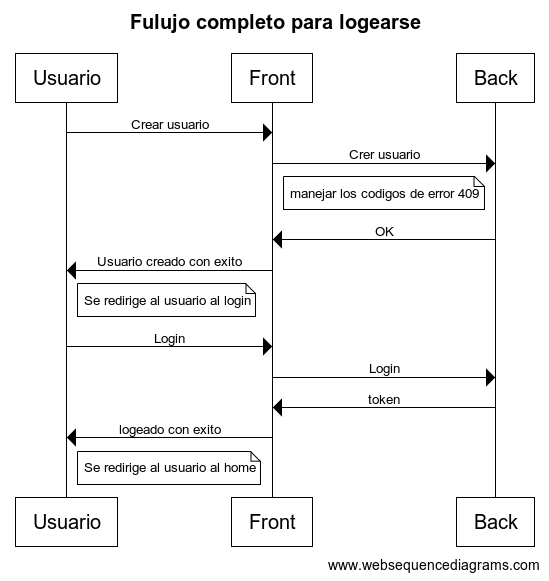 Fulujo completo para logearse
Usuario Front Back
Crear usuario
Crer usuario
manejar los codigos de error 409
OK
Usuario creado con exito
Se redirige al usuario al login
Login
Login
token
logeado con exito
Se redirige al usuario al home
Usuario Front Back
www.websequencediagrams.com